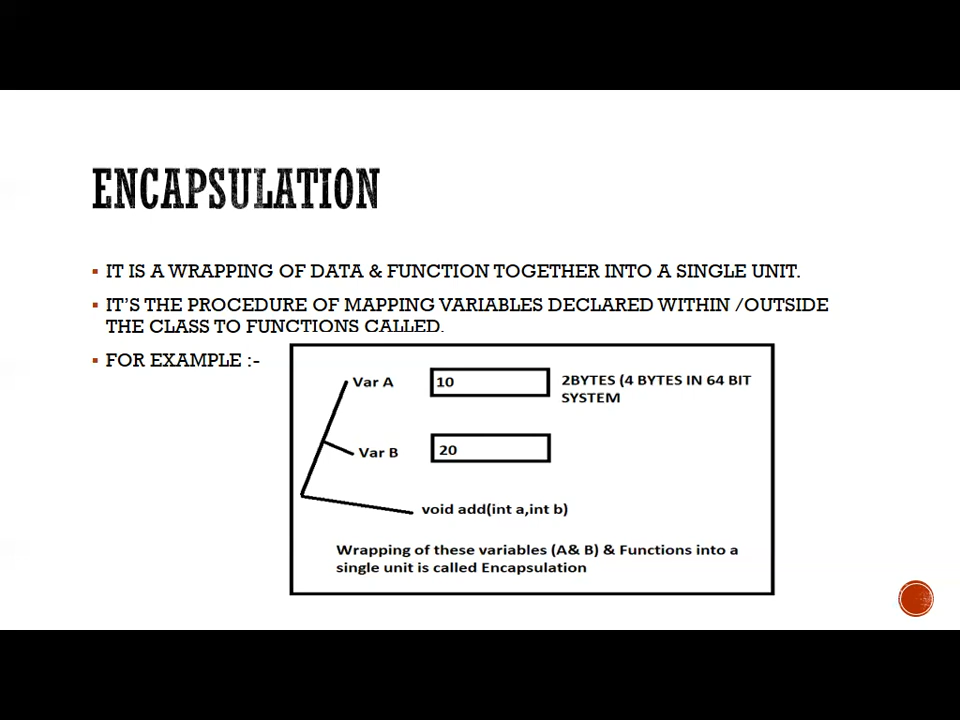 ENCAPSULATION
▪ IT IS A WRAPPING OF DATA & FUNCTION TOGETHER INTO A SINGLE UNIT.
▪ IT'S THE PROCEDURE OF MAPPING VARIABLES DECLARED WITHIN /OUTSIDE
THE CLASS TO FUNCTIONS CALLED.
▪ FOR EXAMPLE :-
Var A 10 2BYTES (4 BYTES IN 64 BIT
SYSTEM
Var B 20
void add(int a,int b)
Wrapping of these variables (A& B) & Functions into a
single unit is called Encapsulation